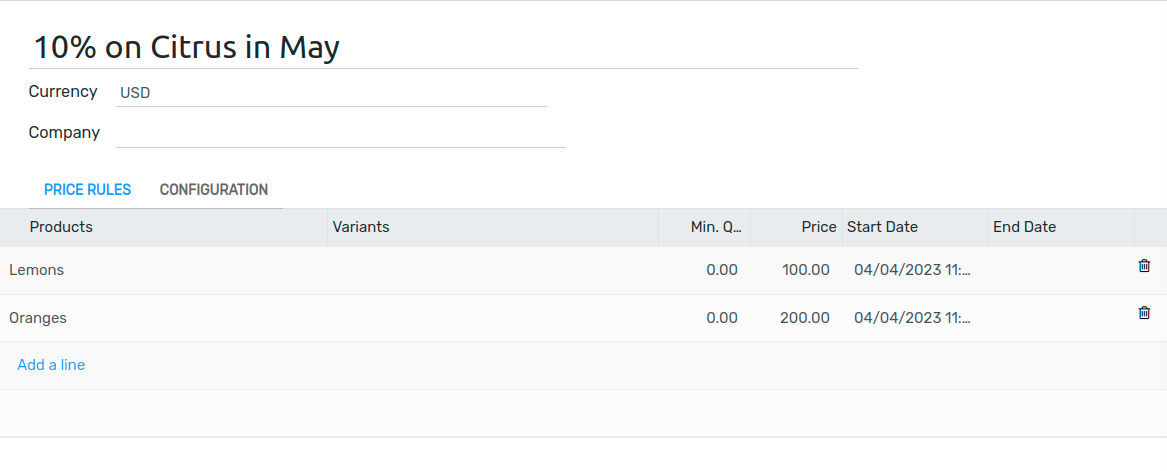 10% on Citrus in May
Currency USD
Company
PRICE RULES CONFIGURATION
Products Variants Min. Q... Price Start Date End Date
Lemons 0.00 100.00 04/04/2023 11:...
Oranges 0.00 200.00 04/04/2023 11:...
Add a line